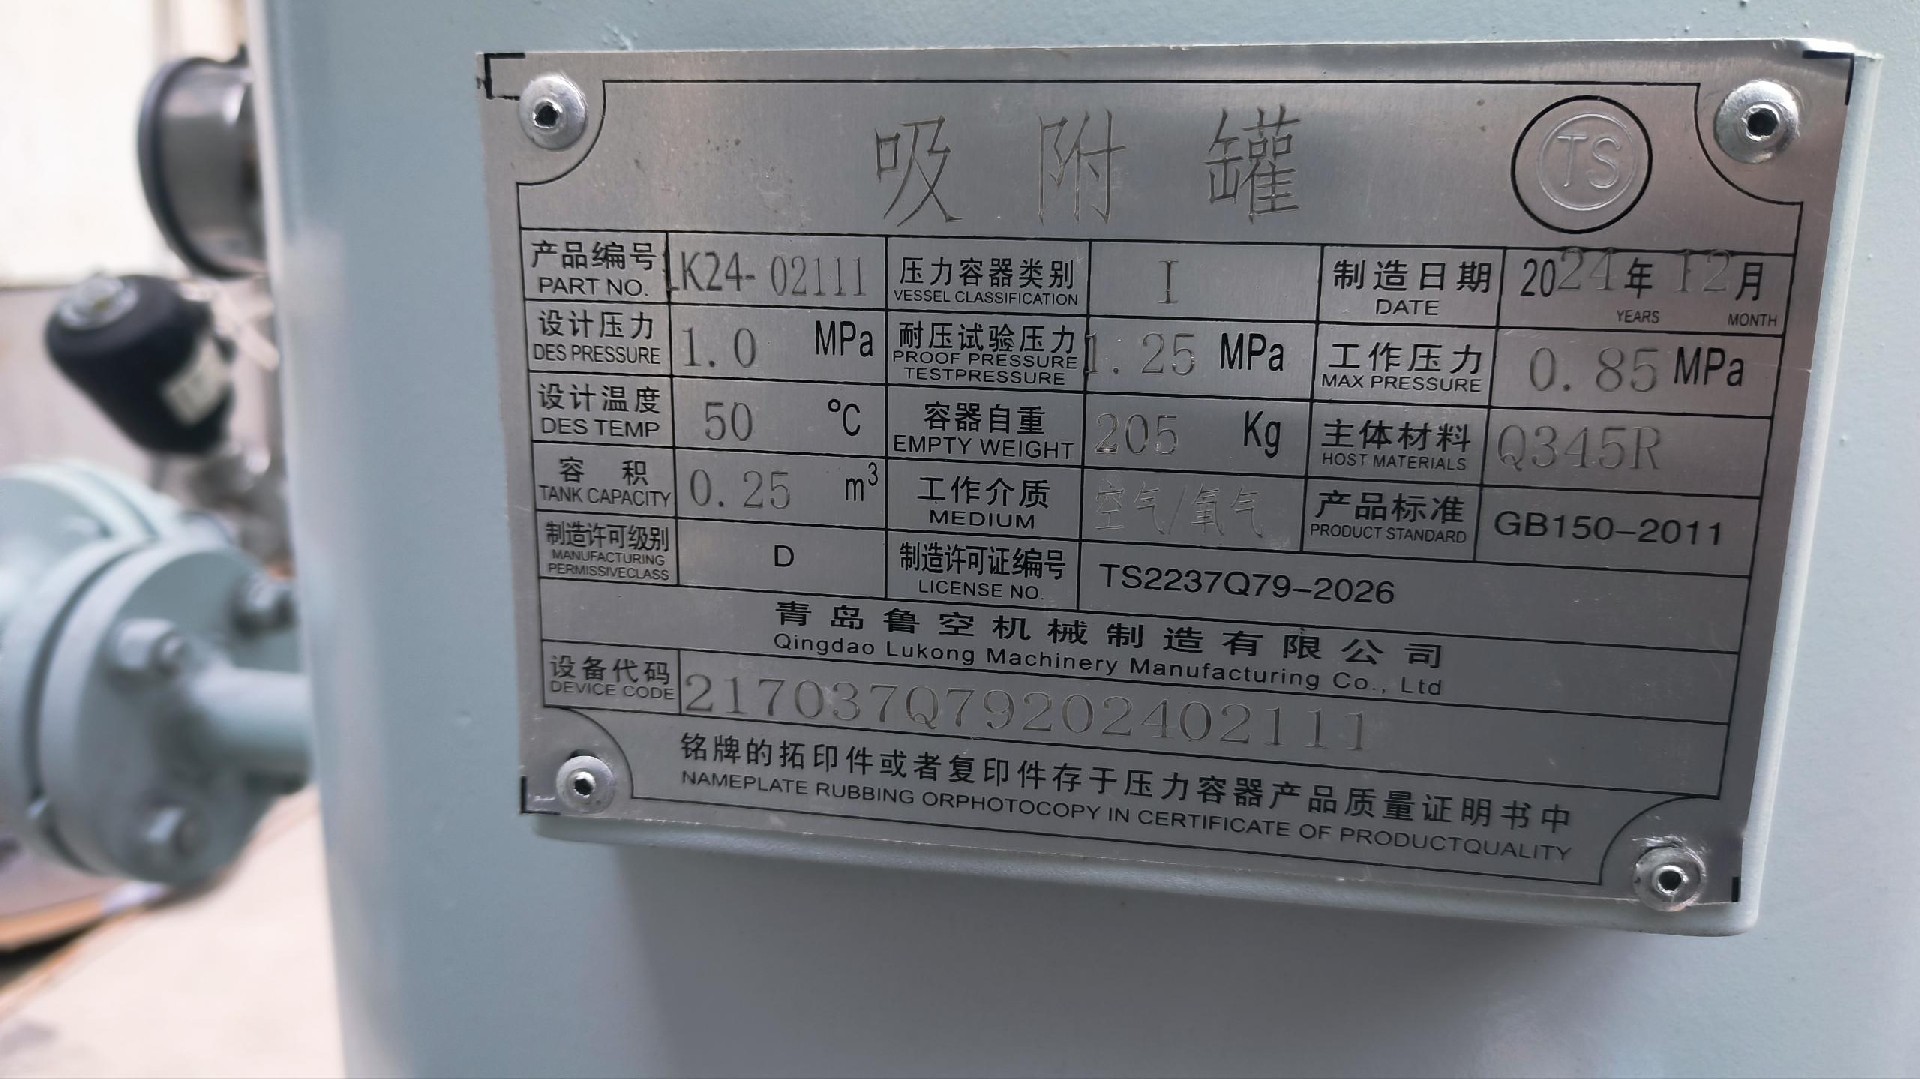 吸附罐
TS
产品编号 LK24-02111 压力容器类别 I 制造日期 2024年12月
PART NO. VESSEL CLASSIFICATION DATE YEARS MONTH
设计压力 1.0 MPa 耐压试验压力 1.25 MPa 工作压力 0.85 MPa
DES PRESSURE PROOF PRESSURE MAX PRESSURE
TESTPRESSURE
设计温度 50 °C 容器自重 205 Kg 主体材料 Q345R
DES TEMP EMPTY WEIGHT HOST MATERIALS
容积 0.25 m³ 工作介质 空气/氧气 产品标准 GB150-2011
TANK CAPACITY MEDIUM PRODUCT STANDARD
制造许可级别 D 制造许可证编号 TS2237Q79-2026
MANUFACTURING LICENSE NO.
PERMISSIVECLASS
青岛鲁空机械制造有限公司
Qingdao Lukong Machinery Manufacturing Co., Ltd
设备代码 217037Q79202402111
DEVICE CODE
铭牌的拓印件或者复印件存于压力容器产品质量证明书中
NAMEPLATE RUBBING ORPHOTOCOPY IN CERTIFICATE OF PRODUCTQUALITY